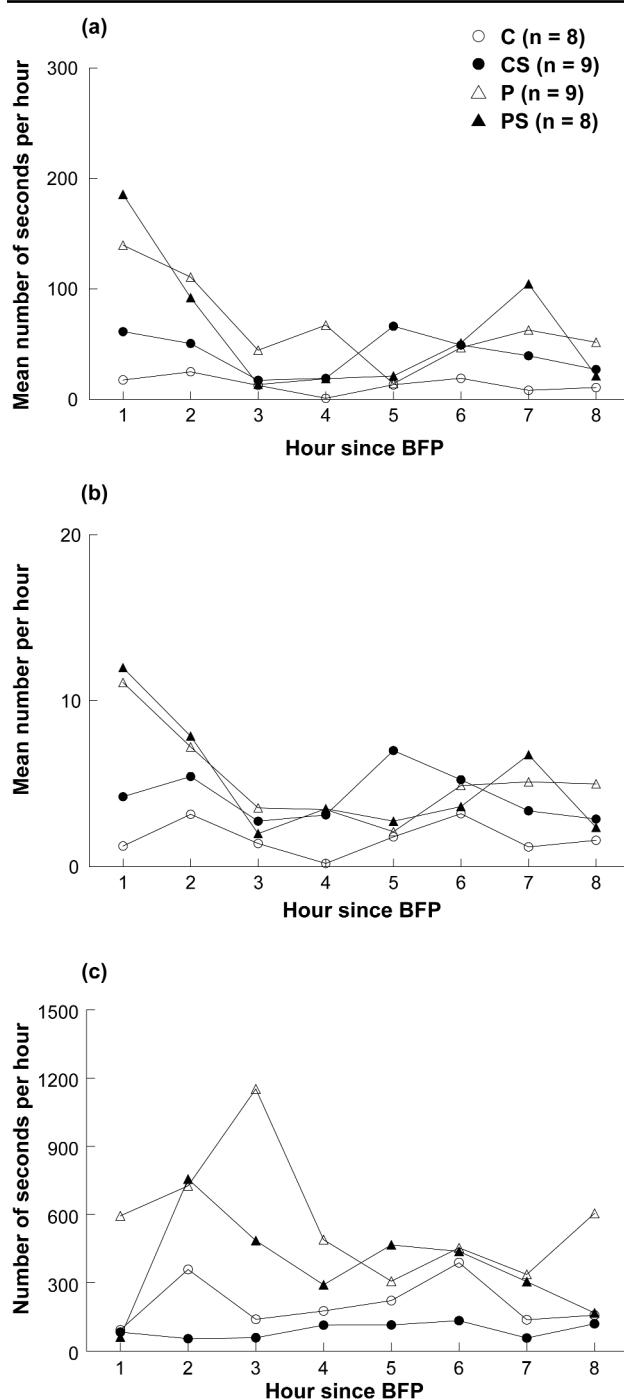 (a)
C (n = 8)
CS (n = 9)
P (n = 9)
PS (n = 8)
Mean number of seconds per hour
300
200
100
0
1 2 3 4 5 6 7 8
Hour since BFP
(b)
Mean number per hour
20
10
0
1 2 3 4 5 6 7 8
Hour since BFP
(c)
Number of seconds per hour
1500
1200
900
600
300
0
1 2 3 4 5 6 7 8
Hour since BFP